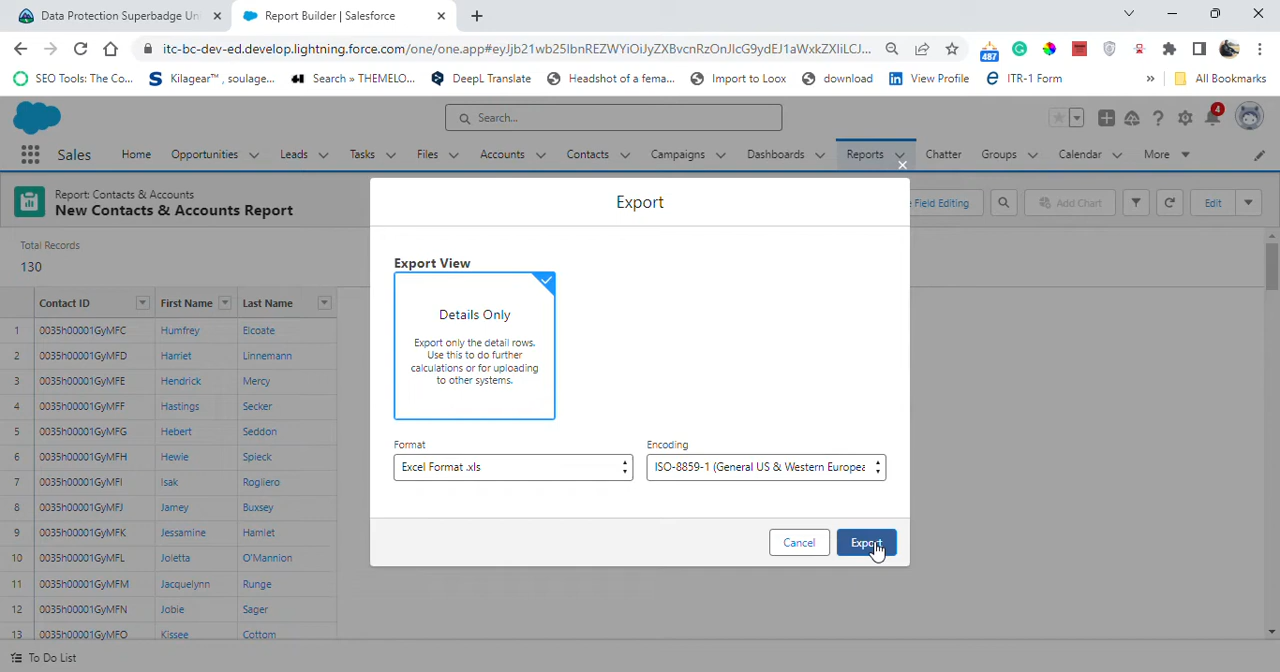 Data Protection Superbadge Un
Report Builder | Salesforce
itc-bc-dev-ed.develop.lightning.force.com/one/one.app#eyJjb21wb25lbnREZWYiOiJyZXBvcnRzOnJlcG9ydEJ1aWxkZXIiLCJ...
487
SEO Tools: The Co...
Kilagear™ , soulage...
Search » THEMELO...
DeepL Translate
Headshot of a fema...
Import to Loox
download
View Profile
ITR-1 Form
»
All Bookmarks
Search...
4
Sales
Home
Opportunities
Leads
Tasks
Files
Accounts
Contacts
Campaigns
Dashboards
Reports
Chatter
Groups
Calendar
More
Report: Contacts & Accounts
New Contacts & Accounts Report
Field Editing
Add Chart
Edit
Total Records
130
Contact ID First Name Last Name
1 0035h00001GyMFC Humfrey Elcoate
2 0035h00001GyMFD Harriet Linnemann
3 0035h00001GyMFE Hendrick Mercy
4 0035h00001GyMFF Hastings Secker
5 0035h00001GyMFG Hebert Seddon
6 0035h00001GyMFH Hewie Spieck
7 0035h00001GyMFI Isak Rogliero
8 0035h00001GyMFJ Jamey Buxsey
9 0035h00001GyMFK Jessamine Hamlet
10 0035h00001GyMFL Joletta O'Mannion
11 0035h00001GyMFM Jacquelynn Runge
12 0035h00001GyMFN Jobie Sager
13 0035h00001GyMFO Kissee Cottom
Export
Export View
Details Only
Export only the detail rows.
Use this to do further
calculations or for uploading
to other systems.
Format
Excel Format .xls
Encoding
ISO-8859-1 (General US & Western Europea
Cancel
Export
To Do List